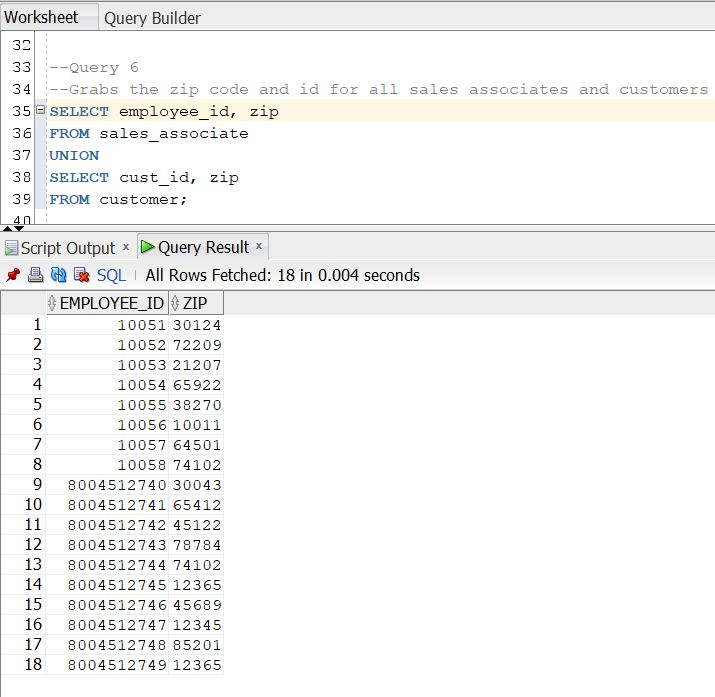 Worksheet Query Builder
32
33 --Query 6
34 --Grabs the zip code and id for all sales associates and customers
35 SELECT employee_id, zip
36 FROM sales_associate
37 UNION
38 SELECT cust_id, zip
39 FROM customer;
40
Script Output x Query Result x
SQL All Rows Fetched: 18 in 0.004 seconds
EMPLOYEE_ID ZIP
1 10051 30124
2 10052 72209
3 10053 21207
4 10054 65922
5 10055 38270
6 10056 10011
7 10057 64501
8 10058 74102
9 8004512740 30043
10 8004512741 65412
11 8004512742 45122
12 8004512743 78784
13 8004512744 74102
14 8004512745 12365
15 8004512746 45689
16 8004512747 12345
17 8004512748 85201
18 8004512749 12365